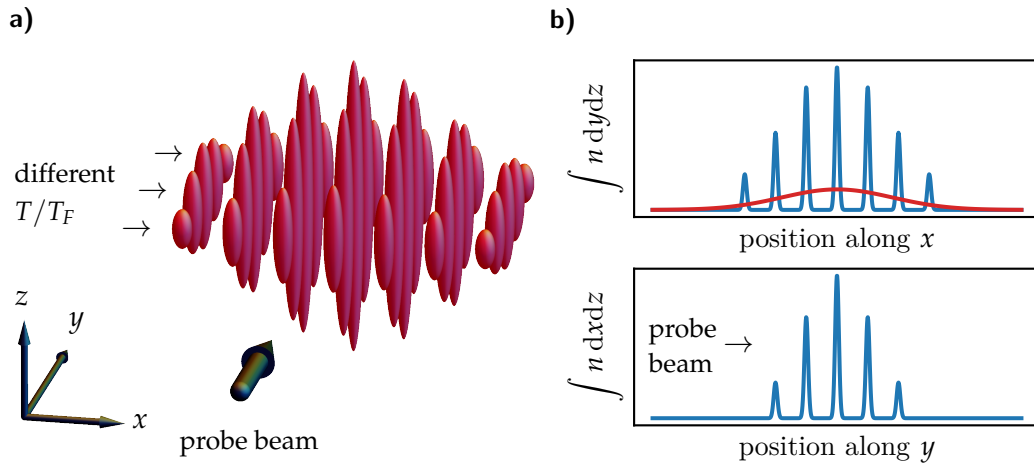 a)
different
T/T_F
→
→
→
z
y
x
probe beam
b)
∫ n dydz
position along x
∫ n dxdz
probe
beam →
position along y